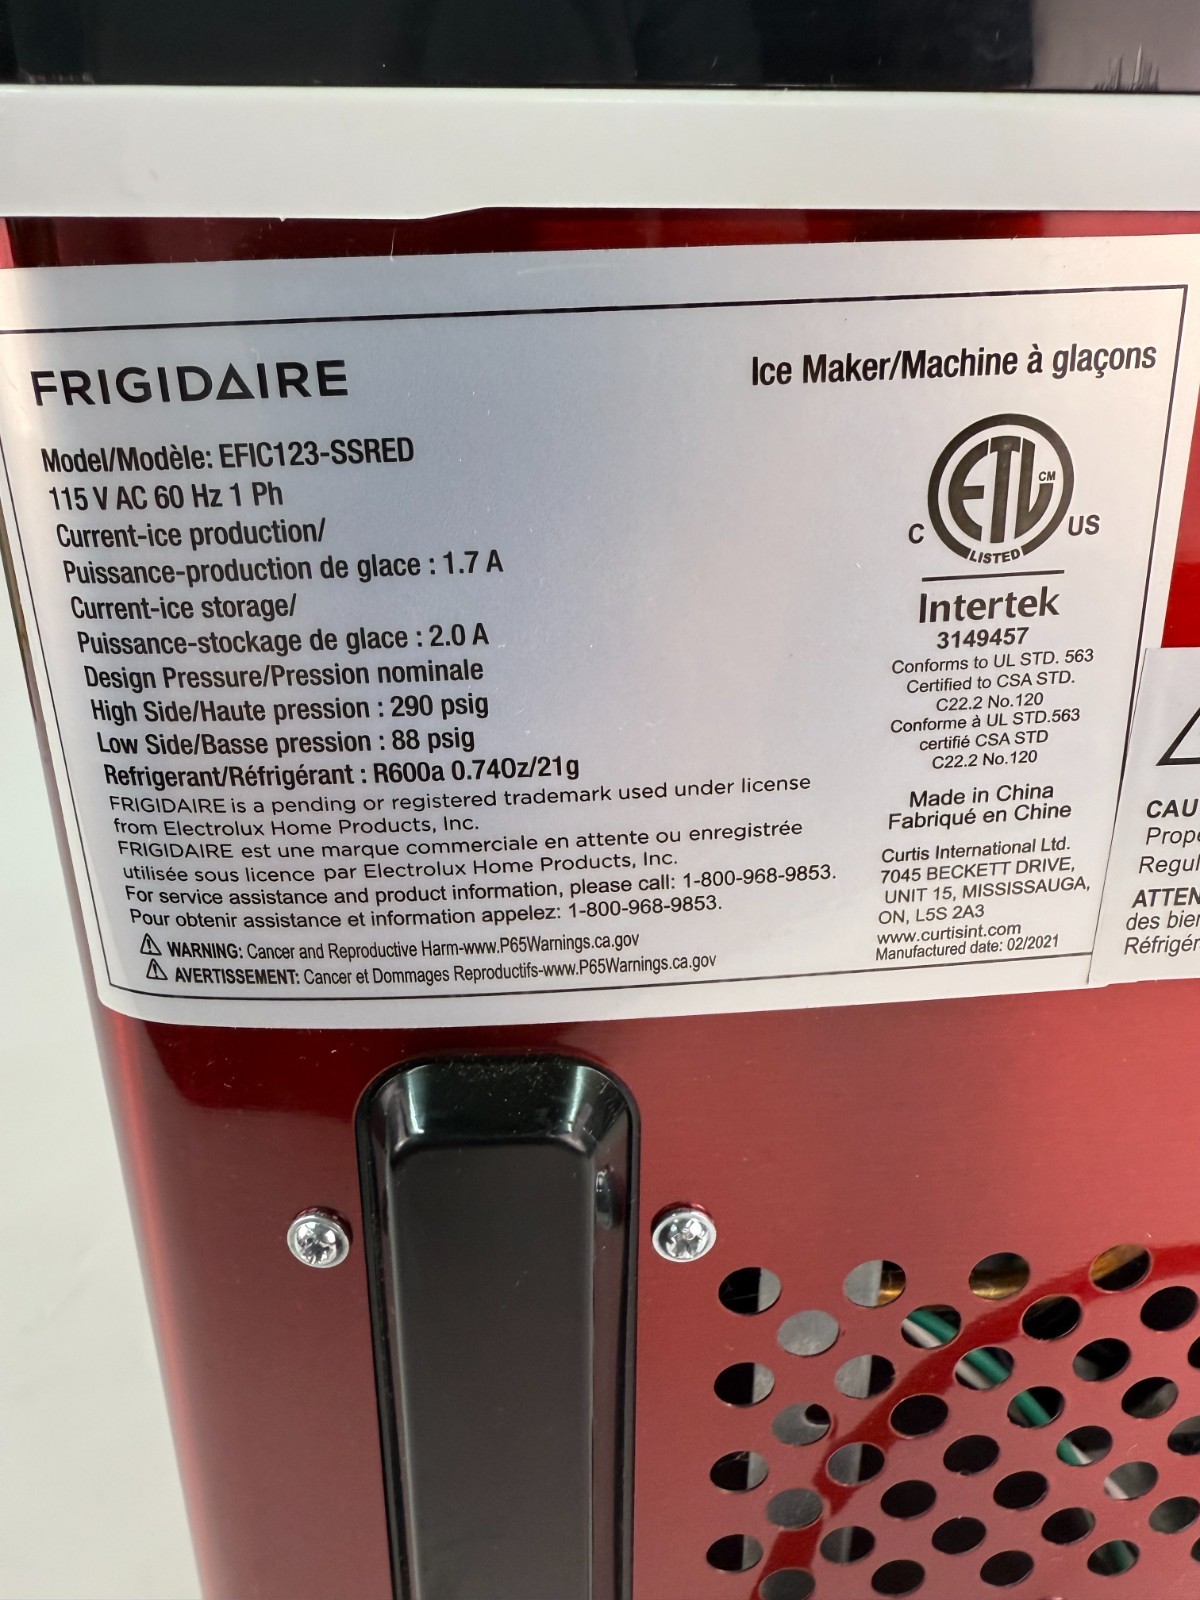 FRIGIDAIRE
Model/Modèle: EFIC123-SSRED
115 V AC 60 Hz 1 Ph
Current-ice production/
Puissance-production de glace : 1.7 A
Current-ice storage/
Puissance-stockage de glace : 2.0 A
Design Pressure/Pression nominale
High Side/Haute pression : 290 psig
Low Side/Basse pression : 88 psig
Refrigerant/Réfrigérant : R600a 0.74Oz/21g
FRIGIDAIRE is a pending or registered trademark used under license
from Electrolux Home Products, Inc.
FRIGIDAIRE est une marque commerciale en attente ou enregistrée
utilisée sous licence par Electrolux Home Products, Inc.
For service assistance and product information, please call: 1-800-968-9853.
Pour obtenir assistance et information appelez: 1-800-968-9853.
WARNING: Cancer and Reproductive Harm-www.P65Warnings.ca.gov
AVERTISSEMENT: Cancer et Dommages Reproductifs-www.P65Warnings.ca.gov
Ice Maker/Machine à glaçons
ETL CM
C US
LISTED
Intertek
3149457
Conforms to UL STD. 563
Certified to CSA STD.
C22.2 No.120
Conforme à UL STD.563
certifié CSA STD
C22.2 No.120
Made in China
Fabriqué en Chine
Curtis International Ltd.
7045 BECKETT DRIVE,
UNIT 15, MISSISSAUGA,
ON, L5S 2A3
www.curtisint.com
Manufactured date: 02/2021
CAU
Prope
Regul
ATTEN
des bier
Réfrigér